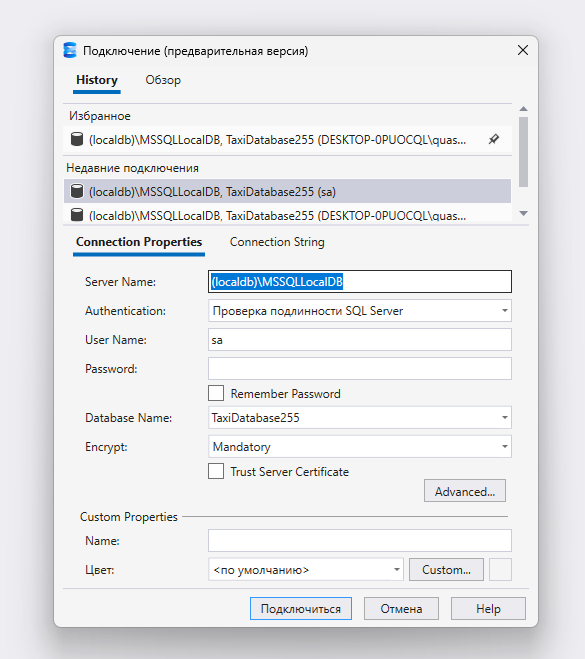 Подключение (предварительная версия)
History Обзор
Избранное
(localdb)\MSSQLLocalDB, TaxiDatabase255 (DESKTOP-0PUOCQL\quas...
Недавние подключения
(localdb)\MSSQLLocalDB, TaxiDatabase255 (sa)
(localdb)\MSSQLLocalDB, TaxiDatabase255 (DESKTOP-0PUOCQL\quas...
Connection Properties Connection String
Server Name: (localdb)\MSSQLLocalDB
Authentication: Проверка подлинности SQL Server
User Name: sa
Password:
Remember Password
Database Name: TaxiDatabase255
Encrypt: Mandatory
Trust Server Certificate
Advanced...
Custom Properties
Name:
Цвет: <по умолчанию> Custom...
Подключиться Отмена Help